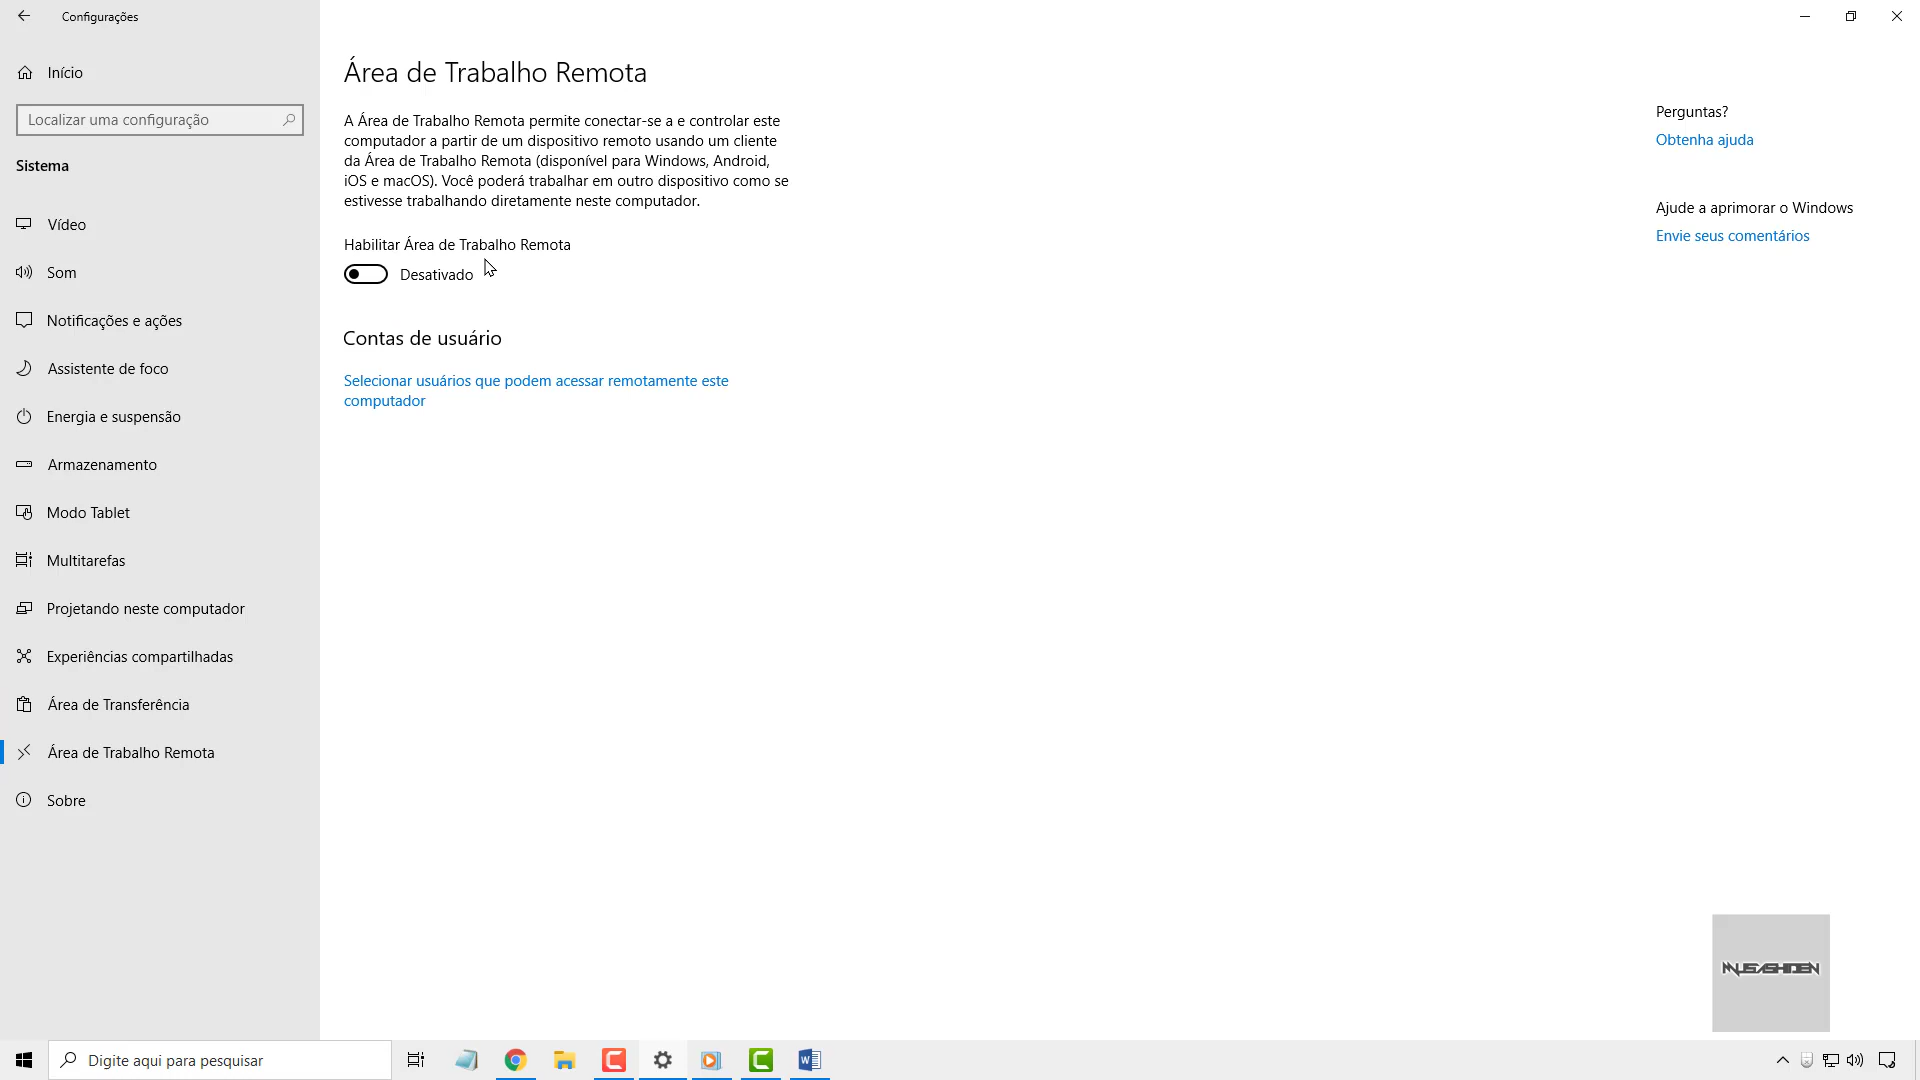 Configurações
Início
Localizar uma configuração
Sistema
Vídeo
Som
Notificações e ações
Assistente de foco
Energia e suspensão
Armazenamento
Modo Tablet
Multitarefas
Projetando neste computador
Experiências compartilhadas
Área de Transferência
Área de Trabalho Remota
Sobre
Área de Trabalho Remota
A Área de Trabalho Remota permite conectar-se a e controlar este
computador a partir de um dispositivo remoto usando um cliente
da Área de Trabalho Remota (disponível para Windows, Android,
iOS e macOS). Você poderá trabalhar em outro dispositivo como se
estivesse trabalhando diretamente neste computador.
Habilitar Área de Trabalho Remota
Desativado
Contas de usuário
Selecionar usuários que podem acessar remotamente este
computador
Perguntas?
Obtenha ajuda
Ajude a aprimorar o Windows
Envie seus comentários
MUSASHIDEN
Digite aqui para pesquisar